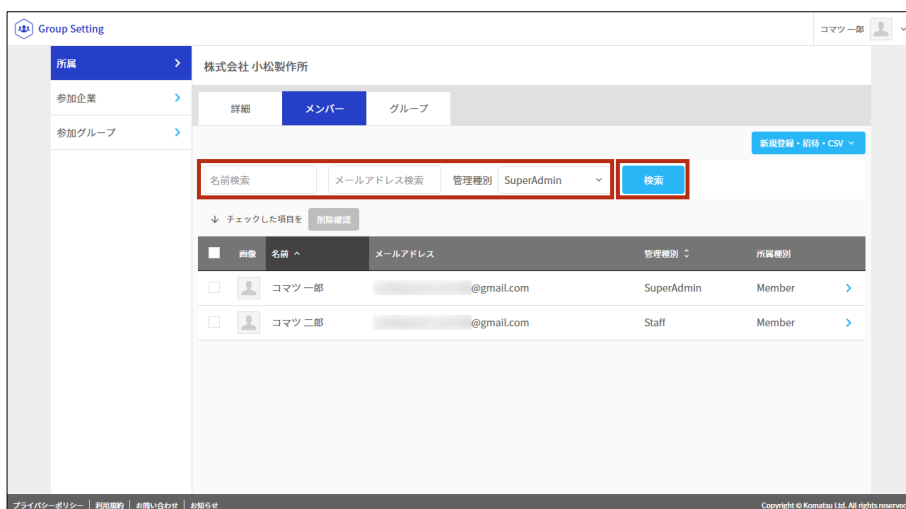 Group Setting
コマツ 一郎
所属
株式会社 小松製作所
参加企業
参加グループ
詳細
メンバー
グループ
新規登録・招待・CSV
名前検索
メールアドレス検索
管理種別
SuperAdmin
検索
チェックした項目を
削除確認
画像 名前 メールアドレス 管理種別 所属種別
コマツ 一郎 @gmail.com SuperAdmin Member
コマツ 二郎 @gmail.com Staff Member
プライバシーポリシー | 利用規約 | お問い合わせ | お知らせ
Copyright © Komatsu Ltd. All rights reserved